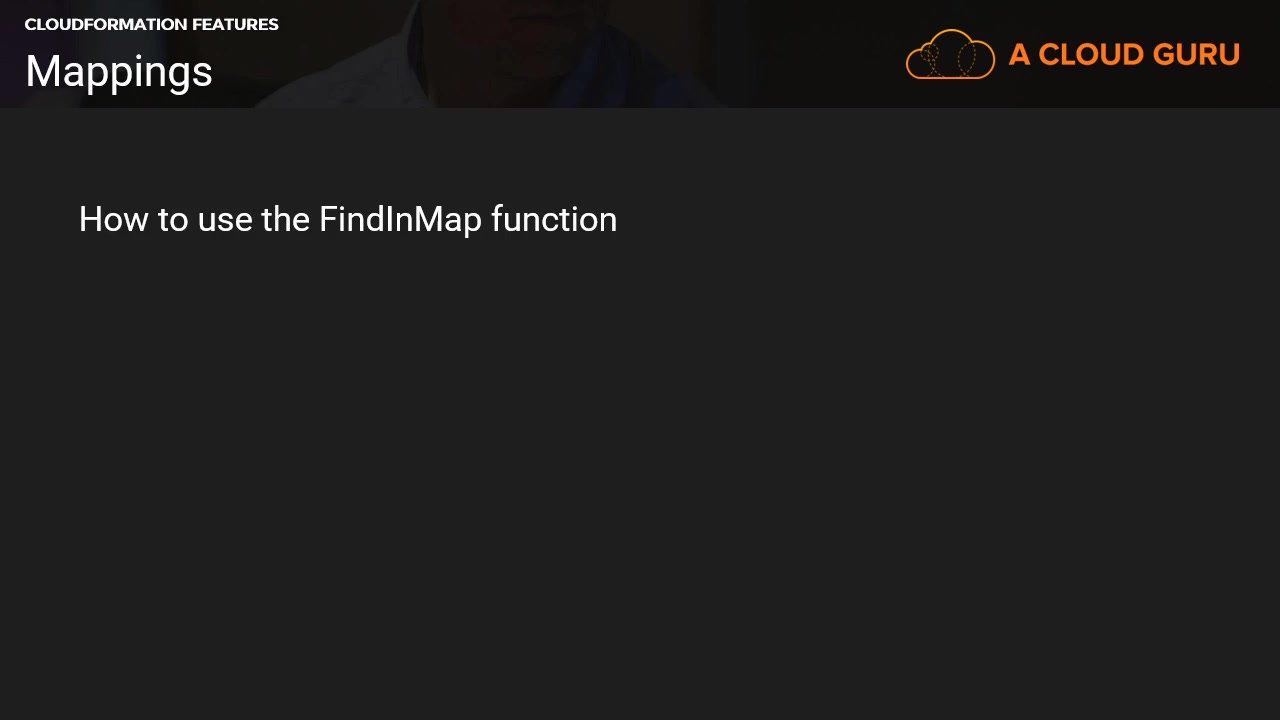 CLOUDFORMATION FEATURES
Mappings
A CLOUD GURU
How to use the FindInMap function